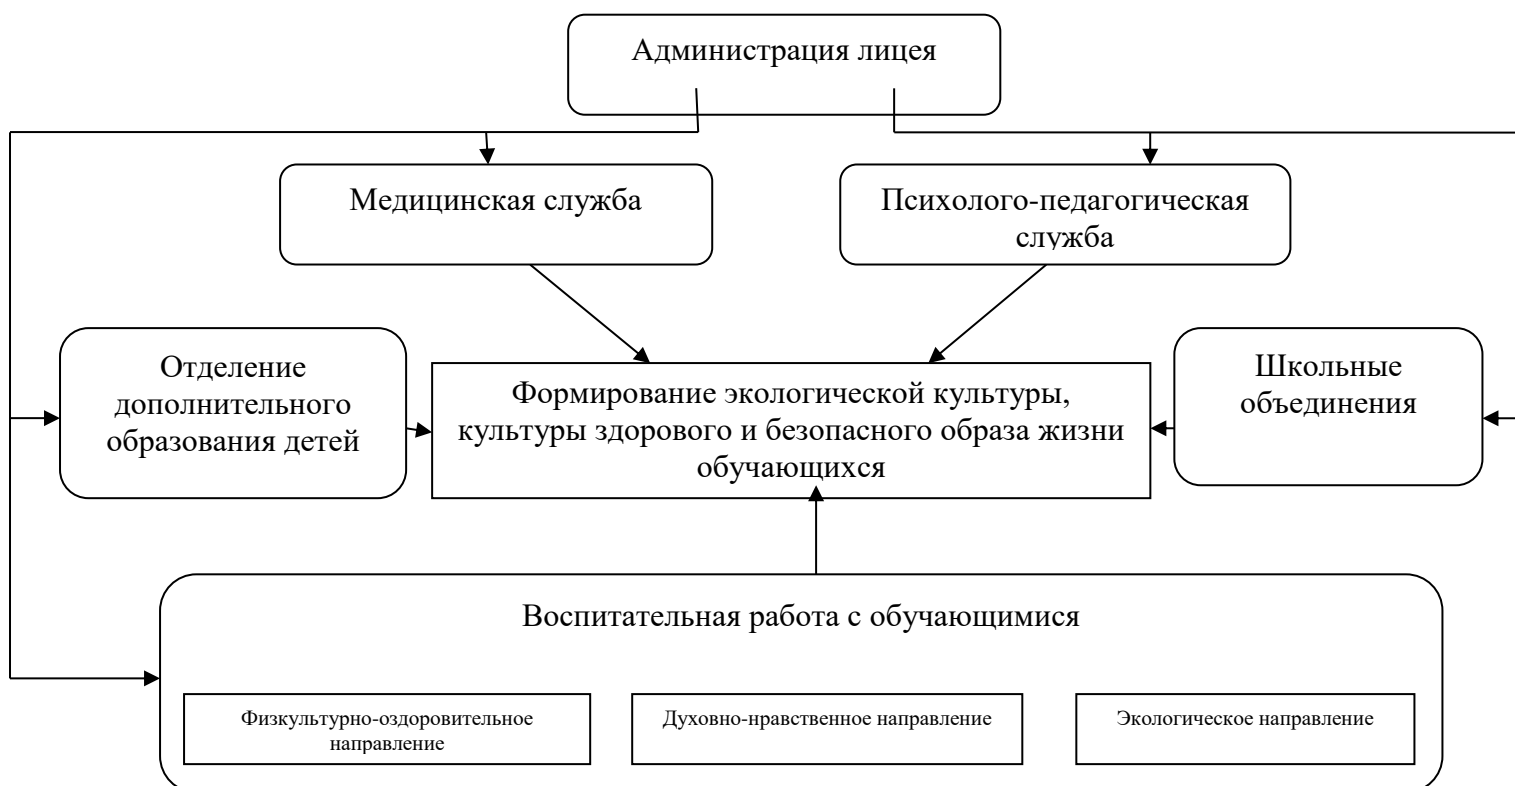 Администрация лицея
Медицинская служба
Психолого-педагогическая
служба
Отделение
дополнительного
образования детей
Формирование экологической культуры,
культуры здорового и безопасного образа жизни
обучающихся
Школьные
объединения
Воспитательная работа с обучающимися
Физкультурно-оздоровительное
направление
Духовно-нравственное направление
Экологическое направление